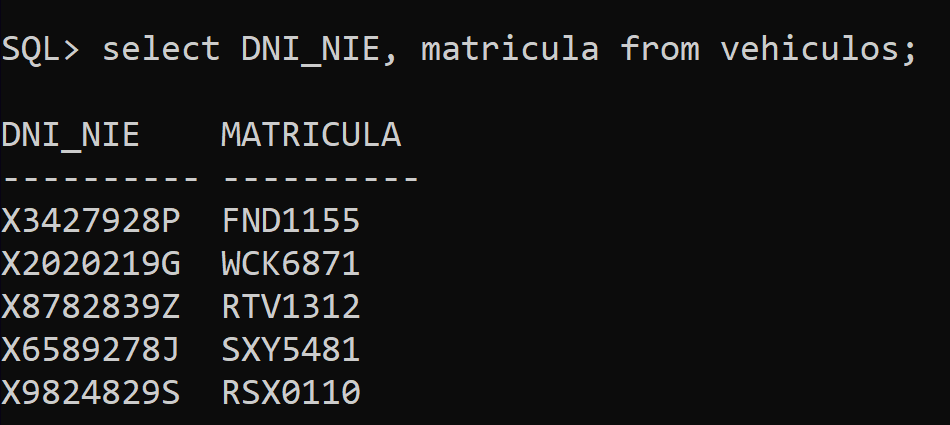 SQL> select DNI_NIE, matricula from vehiculos;
DNI_NIE    MATRICULA
---------- ----------
X3427928P  FND1155
X2020219G  WCK6871
X8782839Z  RTV1312
X6589278J  SXY5481
X9824829S  RSX0110